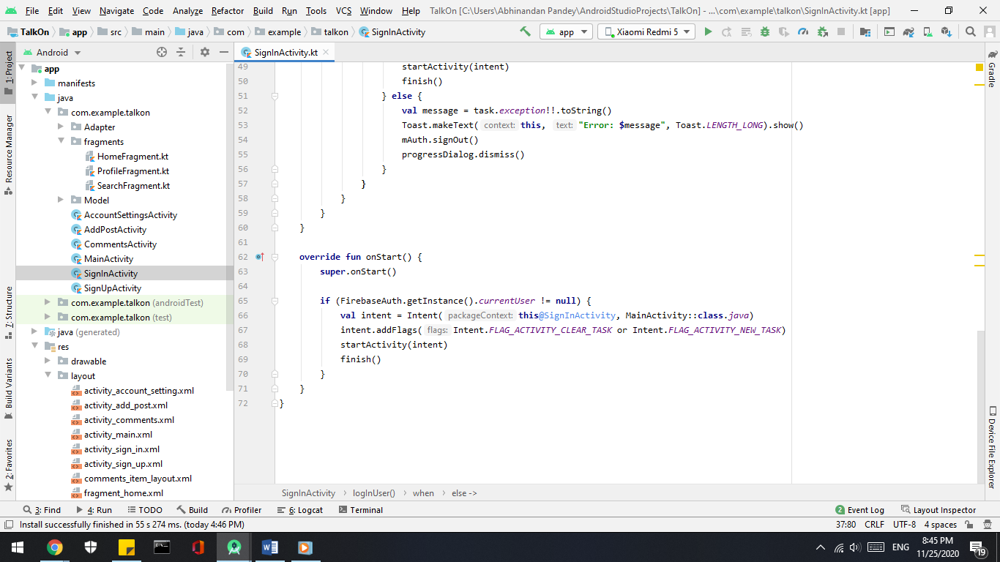 File Edit View Navigate Code Analyze Refactor Build Run Tools VCS Window Help TalkOn [C:\Users\Abhinandan Pandey\AndroidStudioProjects\TalkOn] - ...\com\example\talkon\SignInActivity.kt [app]
TalkOn app src main java com example talkon SignInActivity app Xiaomi Redmi 5
Android
SignInActivity.kt
1: Project
Resource Manager
7: Structure
Build Variants
2: Favorites
app
manifests
java
com.example.talkon
Adapter
fragments
HomeFragment.kt
ProfileFragment.kt
SearchFragment.kt
Model
AccountSettingsActivity
AddPostActivity
CommentsActivity
MainActivity
SignInActivity
SignUpActivity
com.example.talkon (androidTest)
com.example.talkon (test)
java (generated)
res
drawable
layout
activity_account_setting.xml
activity_add_post.xml
activity_comments.xml
activity_main.xml
activity_sign_in.xml
activity_sign_up.xml
comments_item_layout.xml
fragment_home.xml
49 startActivity(intent)
50 finish()
51 } else {
52 val message = task.exception!!.toString()
53 Toast.makeText( context: this, text: "Error: $message", Toast.LENGTH_LONG).show()
54 mAuth.signOut()
55 progressDialog.dismiss()
56 }
57 }
58 }
59 }
60 }
61
62 override fun onStart() {
63 super.onStart()
64
65 if (FirebaseAuth.getInstance().currentUser != null) {
66 val intent = Intent( packageContext: this@SignInActivity, MainActivity::class.java)
67 intent.addFlags( flags: Intent.FLAG_ACTIVITY_CLEAR_TASK or Intent.FLAG_ACTIVITY_NEW_TASK)
68 startActivity(intent)
69 finish()
70 }
71 }
72 }
SignInActivity logInUser() when else ->
Gradle
Device File Explorer
3: Find 4: Run TODO Build Profiler 6: Logcat Terminal 2 Event Log Layout Inspector
Install successfully finished in 55 s 274 ms. (today 4:46 PM) 37:80 CRLF UTF-8 4 spaces
ENG
8:45 PM
11/25/2020
19